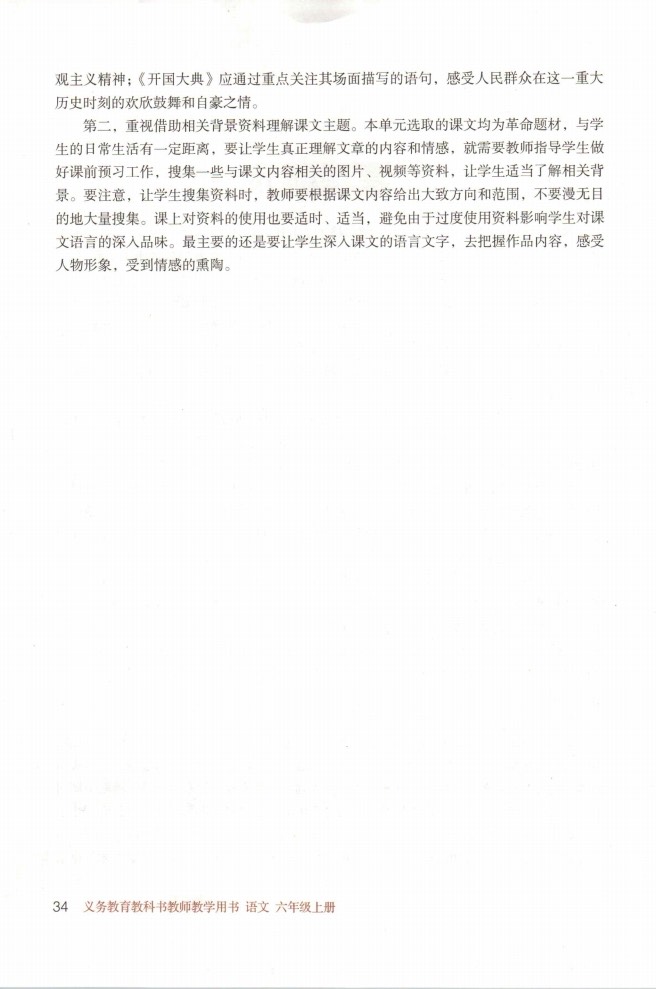 观主义精神；《开国大典》应通过重点关注其场面描写的语句，感受人民群众在这一重大
历史时刻的欢欣鼓舞和自豪之情。
第二，重视借助相关背景资料理解课文主题。本单元选取的课文均为革命题材，与学
生的日常生活有一定距离，要让学生真正理解文章的内容和情感，就需要教师指导学生做
好课前预习工作，搜集一些与课文内容相关的图片、视频等资料，让学生适当了解相关背
景。要注意，让学生搜集资料时，教师要根据课文内容给出大致方向和范围，不要漫无目
的地大量搜集。课上对资料的使用也要适时、适当，避免由于过度使用资料影响学生对课
文语言的深入品味。最主要的还是要让学生深入课文的语言文字，去把握作品内容，感受
人物形象，受到情感的熏陶。
34 义务教育教科书教师教学用书 语文 六年级上册